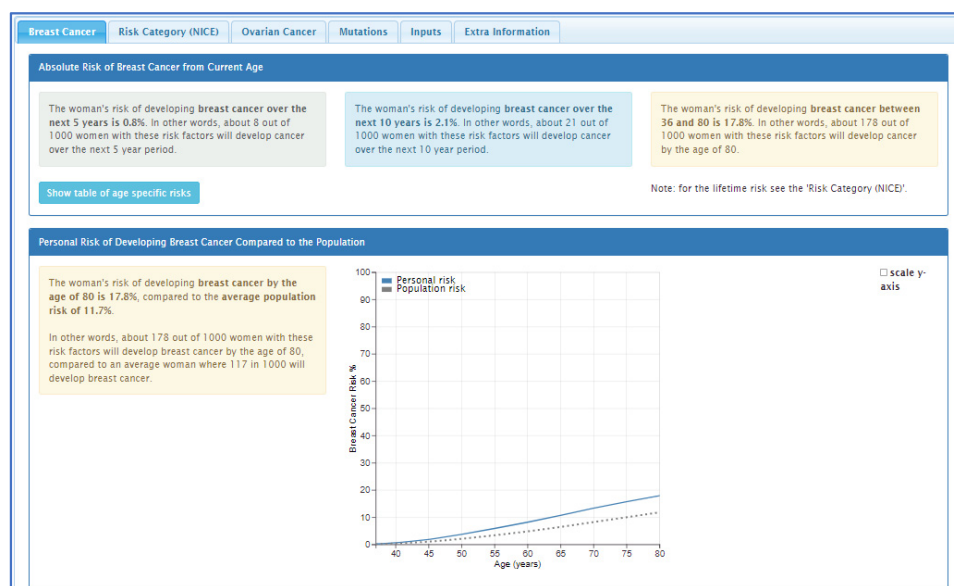 Breast Cancer
Risk Category (NICE)
Ovarian Cancer
Mutations
Inputs
Extra Information
Absolute Risk of Breast Cancer from Current Age
The woman's risk of developing breast cancer over the
next 5 years is 0.8%. In other words, about 8 out of
1000 women with these risk factors will develop cancer
over the next 5 year period.
The woman's risk of developing breast cancer over the
next 10 years is 2.1%. In other words, about 21 out of
1000 women with these risk factors will develop cancer
over the next 10 year period.
The woman's risk of developing breast cancer between
36 and 80 is 17.8%. In other words, about 178 out of
1000 women with these risk factors will develop cancer
by the age of 80.
Show table of age specific risks
Note: for the lifetime risk see the 'Risk Category (NICE)'.
Personal Risk of Developing Breast Cancer Compared to the Population
The woman's risk of developing breast cancer by the
age of 80 is 17.8%, compared to the average population
risk of 11.7%.
In other words, about 178 out of 1000 women with these
risk factors will develop breast cancer by the age of 80,
compared to an average woman where 117 in 1000 will
develop breast cancer.
Personal risk
Population risk
scale y-
axis
100
90
80
70
60
50
40
30
20
10
0
Breast Cancer Risk %
40
45
50
55
60
65
70
75
80
Age (years)